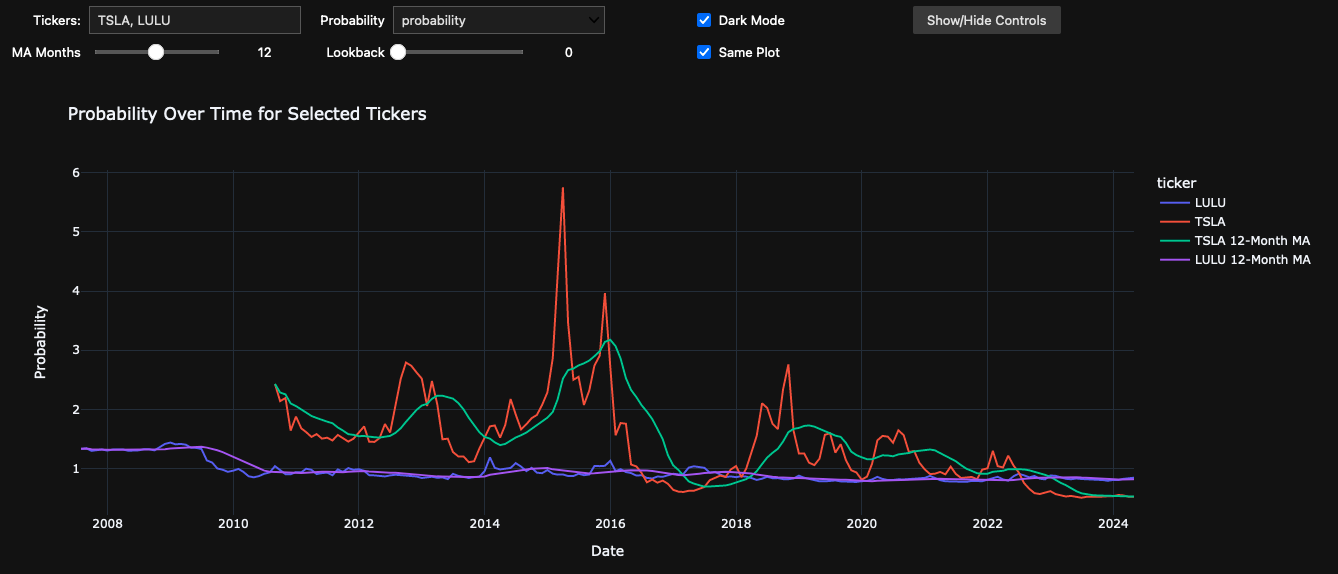 Tickers: TSLA, LULU Probability probability Dark Mode Show/Hide Controls
MA Months 12 Lookback 0 Same Plot
Probability Over Time for Selected Tickers
6
5
4
3
2
1
Probability
2008 2010 2012 2014 2016 2018 2020 2022 2024
Date
ticker
LULU
TSLA
TSLA 12-Month MA
LULU 12-Month MA